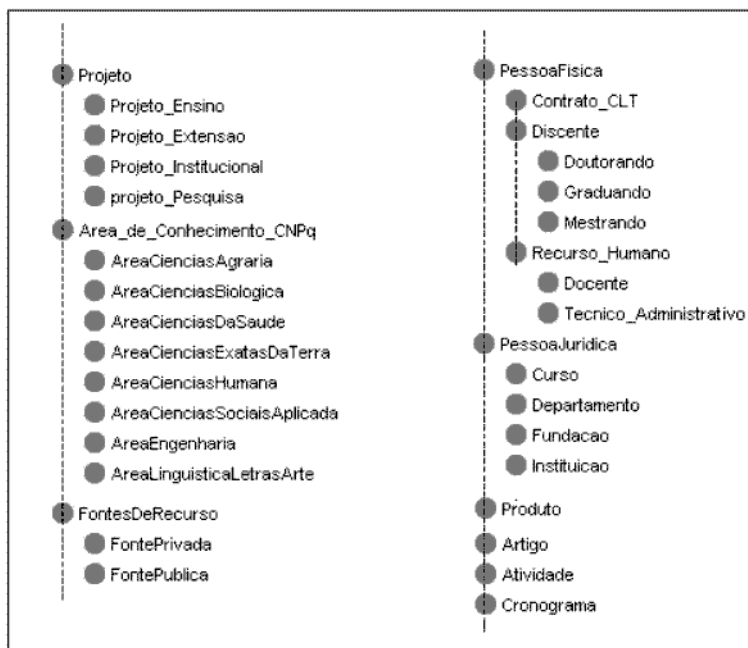 Projeto
Projeto_Ensino
Projeto_Extensao
Projeto_Institucional
projeto_Pesquisa
Area_de_Conhecimento_CNPq
AreaCienciasAgraria
AreaCienciasBiologica
AreaCienciasDaSaude
AreaCienciasExatasDaTerra
AreaCienciasHumana
AreaCienciasSociaisAplicada
AreaEngenharia
AreaLinguisticaLetrasArte
FontesDeRecurso
FontePrivada
FontePublica
PessoaFisica
Contrato_CLT
Discente
Doutorando
Graduando
Mestrando
Recurso_Humano
Docente
Tecnico_Administrativo
PessoaJuridica
Curso
Departamento
Fundacao
Instituicao
Produto
Artigo
Atividade
Cronograma